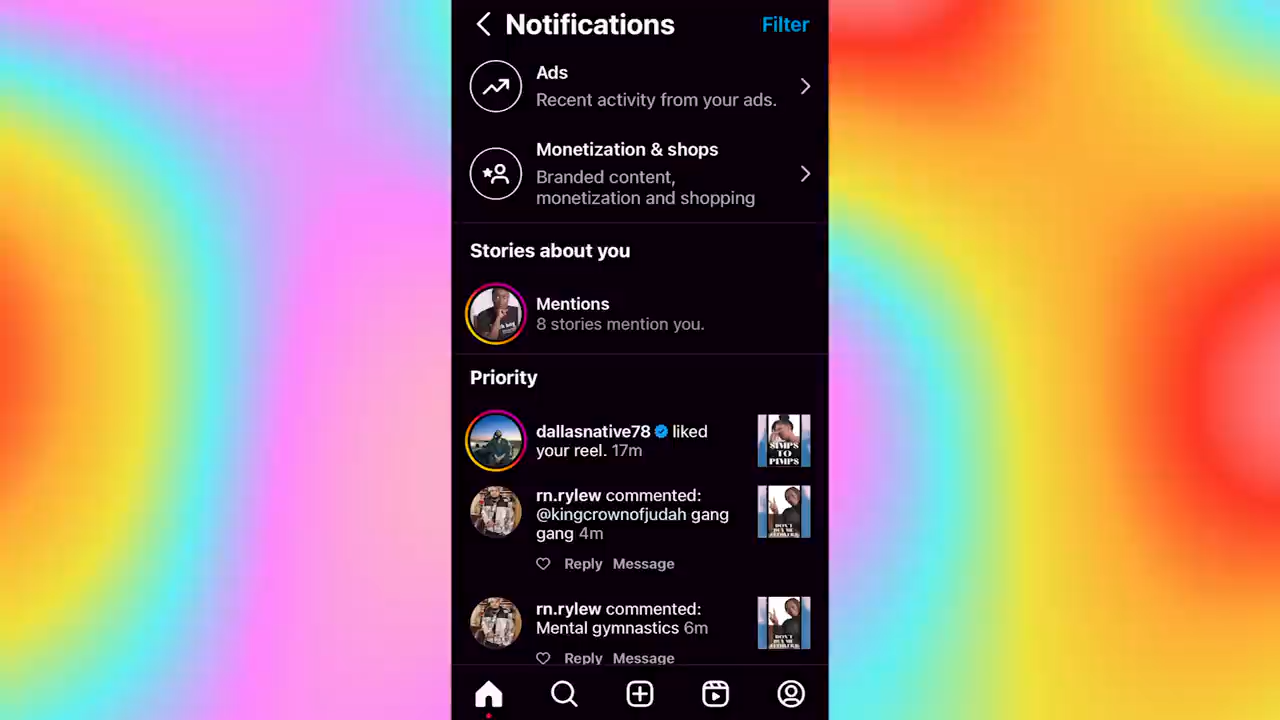 Notifications
Filter
Ads
Recent activity from your ads.
Monetization & shops
Branded content,
monetization and shopping
Stories about you
Mentions
8 stories mention you.
Priority
dallasnative78 liked
your reel. 17m
SIMPS
TO
PIMPS
rn.rylew commented:
@kingcrownofjudah gang
gang 4m
Reply Message
rn.rylew commented:
Mental gymnastics 6m
Reply Message